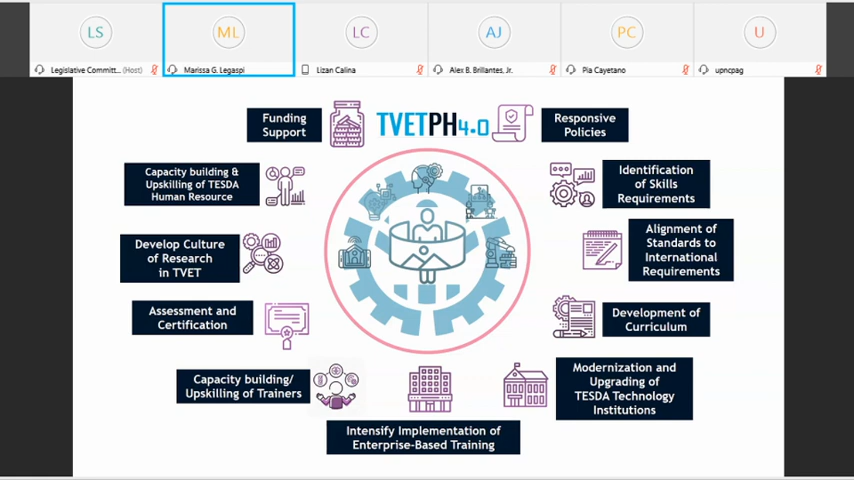 LS
ML
LC
AJ
PC
U
Legislative Committ... (Host)
Marissa G. Legaspi
Lizan Calina
Alex B. Brillantes, Jr.
Pia Cayetano
upncpag
Funding
Support
TVETPH4.0
Responsive
Policies
Capacity building &
Upskilling of TESDA
Human Resource
Identification
of Skills
Requirements
Develop Culture
of Research
in TVET
Alignment of
Standards to
International
Requirements
Assessment and
Certification
Development of
Curriculum
Capacity building/
Upskilling of Trainers
Modernization and
Upgrading of
TESDA Technology
Institutions
Intensify Implementation of
Enterprise-Based Training